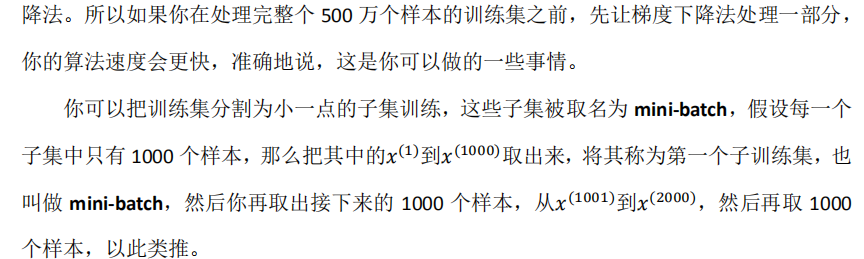 降法。所以如果你在处理完整个 500 万个样本的训练集之前，先让梯度下降法处理一部分，
你的算法速度会更快，准确地说，这是你可以做的一些事情。
你可以把训练集分割为小一点的子集训练，这些子集被取名为 mini-batch，假设每一个
子集中只有 1000 个样本，那么把其中的x⁽¹⁾到x⁽¹⁰⁰⁰⁾取出来，将其称为第一个子训练集，也
叫做 mini-batch，然后你再取出接下来的 1000 个样本，从x⁽¹⁰⁰¹⁾到x⁽²⁰⁰⁰⁾，然后再取 1000
个样本，以此类推。